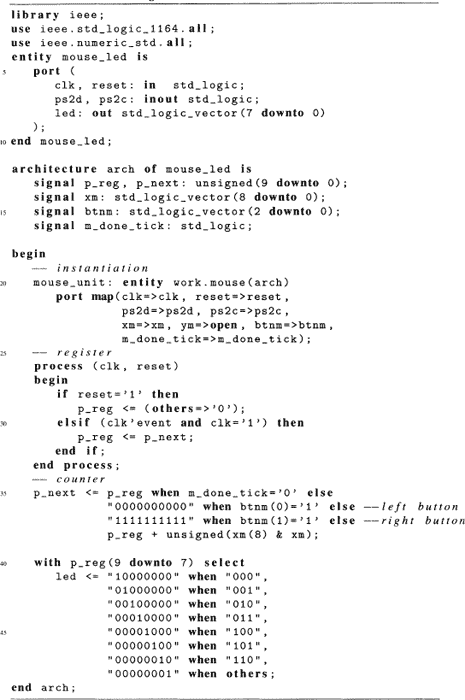 library ieee;
use ieee.std_logic_1164.all;
use ieee.numeric_std.all;
entity mouse_led is
5    port (
      clk, reset: in  std_logic;
      ps2d, ps2c: inout std_logic;
      led: out std_logic_vector(7 downto 0)
   );
10 end mouse_led;

architecture arch of mouse_led is
   signal p_reg, p_next: unsigned(9 downto 0);
   signal xm: std_logic_vector(8 downto 0);
15    signal btnm: std_logic_vector(2 downto 0);
   signal m_done_tick: std_logic;

begin
   -- instantiation
20    mouse_unit: entity work.mouse(arch)
      port map(clk=>clk, reset=>reset,
               ps2d=>ps2d, ps2c=>ps2c,
               xm=>xm, ym=>open, btnm=>btnm,
               m_done_tick=>m_done_tick);
25    -- register
   process (clk, reset)
   begin
      if reset='1' then
         p_reg <= (others=>'0');
30       elsif (clk'event and clk='1') then
         p_reg <= p_next;
      end if;
   end process;
   -- counter
35    p_next <= p_reg when m_done_tick='0' else
             "0000000000" when btnm(0)='1' else --left button
             "1111111111" when btnm(1)='1' else --right button
             p_reg + unsigned(xm(8) & xm);

40    with p_reg(9 downto 7) select
      led <= "10000000" when "000",
             "01000000" when "001",
             "00100000" when "010",
             "00010000" when "011",
45              "00001000" when "100",
             "00000100" when "101",
             "00000010" when "110",
             "00000001" when others;
end arch;